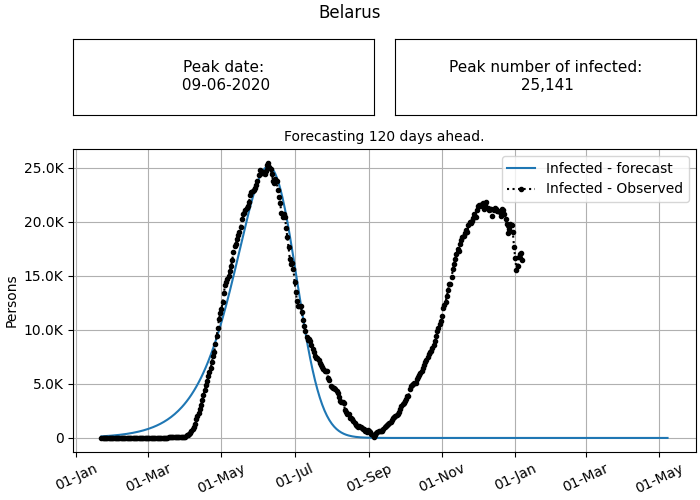 Belarus
Peak date:
09-06-2020
Peak number of infected:
25,141
Forecasting 120 days ahead.
Infected - forecast
Infected - Observed
Persons
25.0K
20.0K
15.0K
10.0K
5.0K
0
01-Jan
01-Mar
01-May
01-Jul
01-Sep
01-Nov
01-Jan
01-Mar
01-May